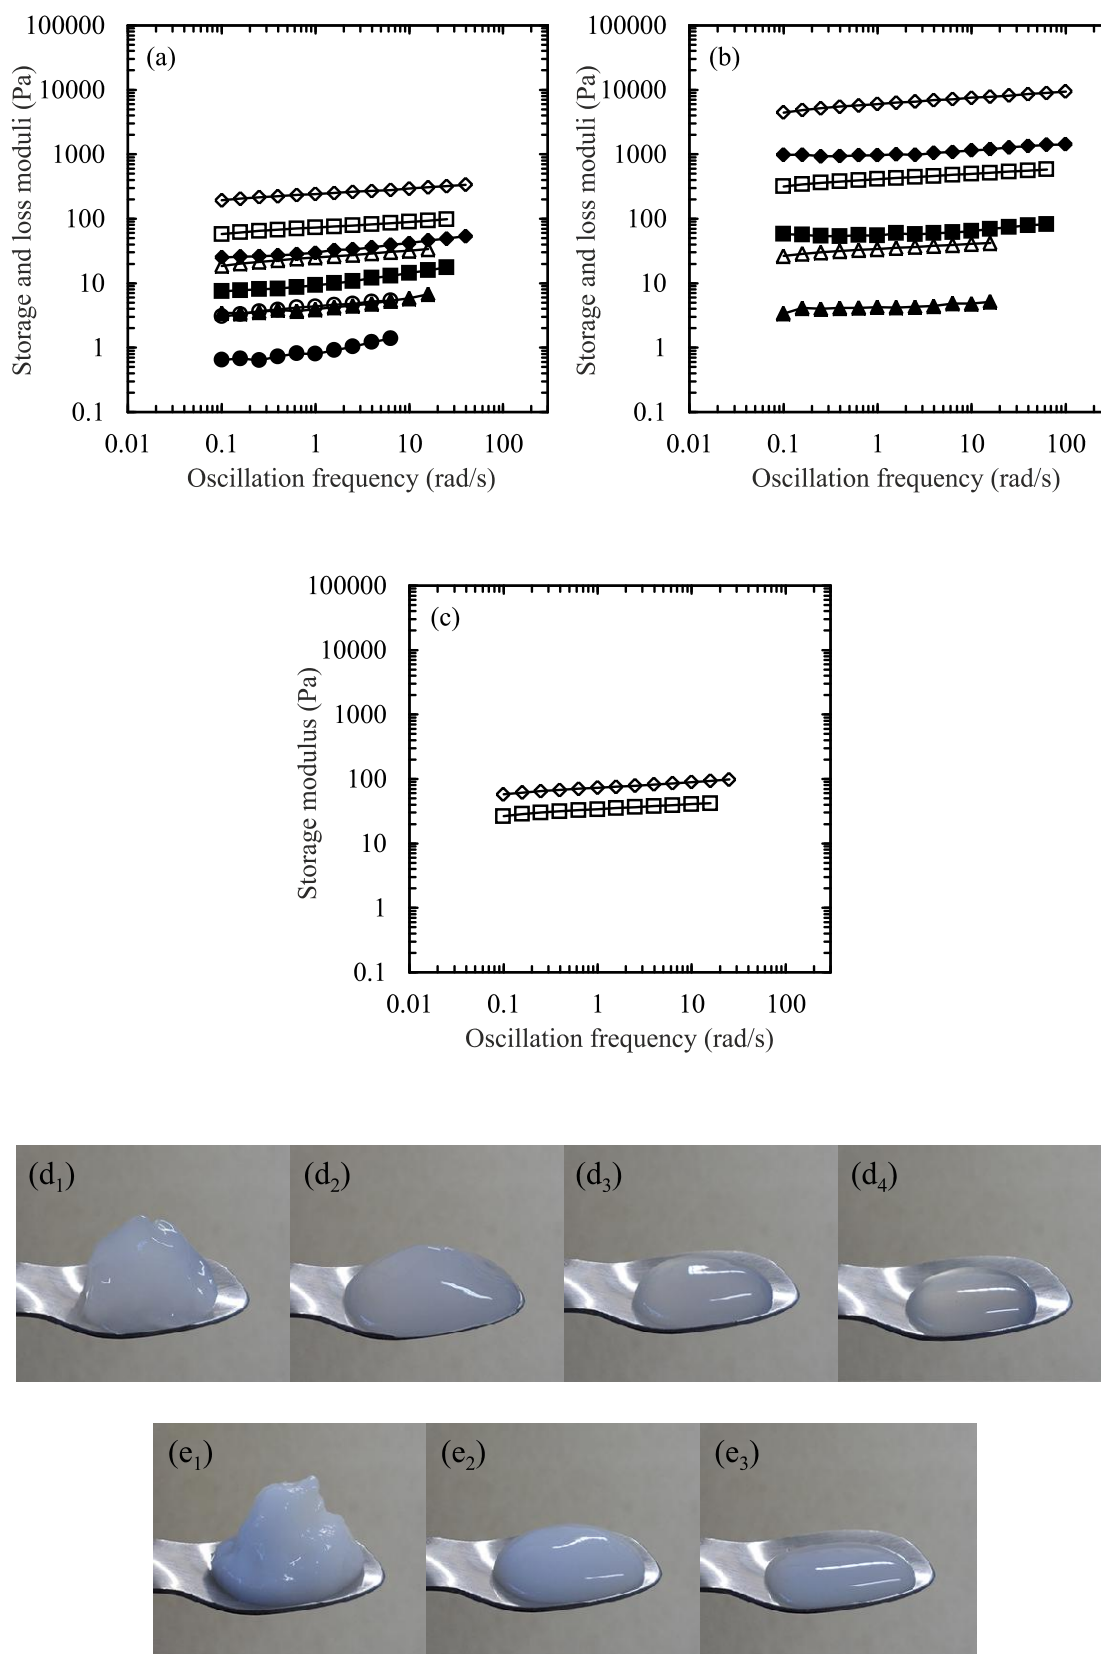 (a)
100000
10000
1000
100
10
1
0.1
0.01 0.1 1 10 100
Storage and loss moduli (Pa)
Oscillation frequency (rad/s)
(b)
100000
10000
1000
100
10
1
0.1
0.01 0.1 1 10 100
Storage and loss moduli (Pa)
Oscillation frequency (rad/s)
(c)
100000
10000
1000
100
10
1
0.1
0.01 0.1 1 10 100
Storage modulus (Pa)
Oscillation frequency (rad/s)
(d1) (d2) (d3) (d4)
(e1) (e2) (e3)